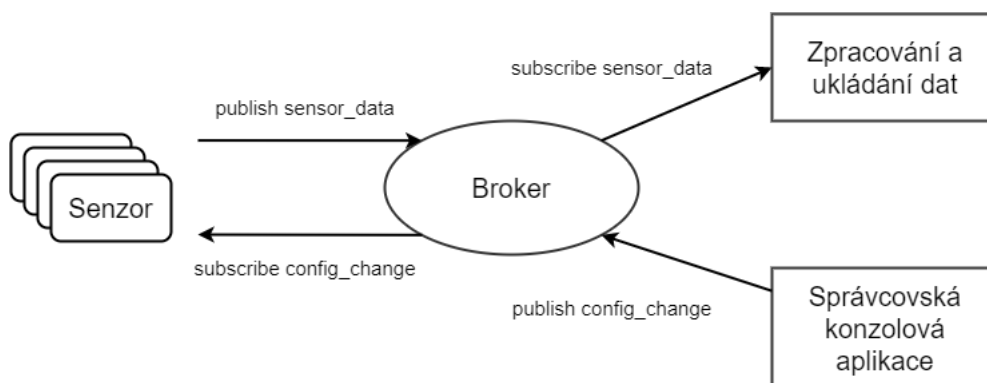 Zpracování a
ukládání dat
subscribe sensor_data
publish sensor_data
Broker
Senzor
subscribe config_change
publish config_change
Správcovská
konzolová
aplikace